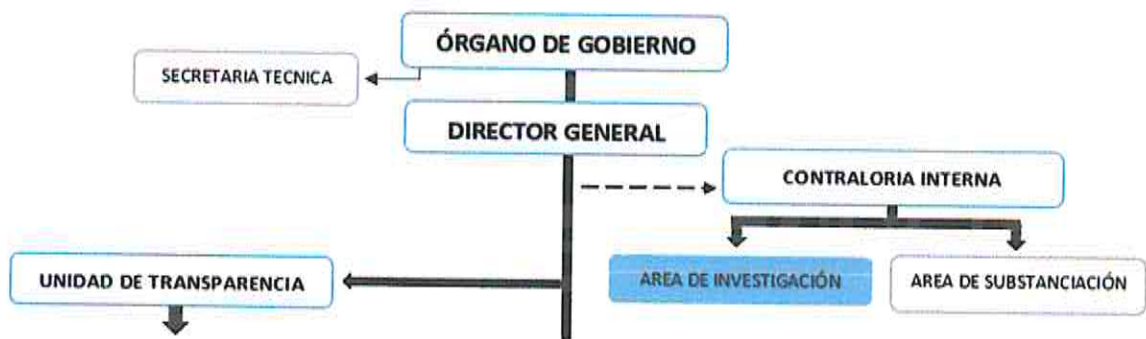 ÓRGANO DE GOBIERNO
SECRETARIA TECNICA
DIRECTOR GENERAL
CONTRALORIA INTERNA
UNIDAD DE TRANSPARENCIA
AREA DE INVESTIGACIÓN
AREA DE SUBSTANCIACIÓN